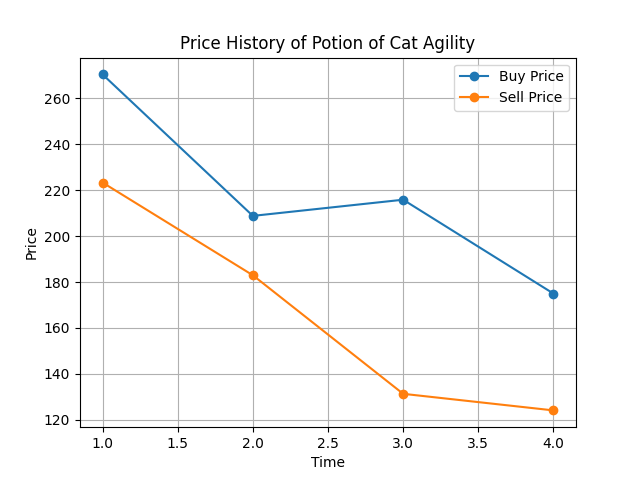 Price History of Potion of Cat Agility
Buy Price
Sell Price
260
240
220
200
180
160
140
120
Price
1.0 1.5 2.0 2.5 3.0 3.5 4.0
Time